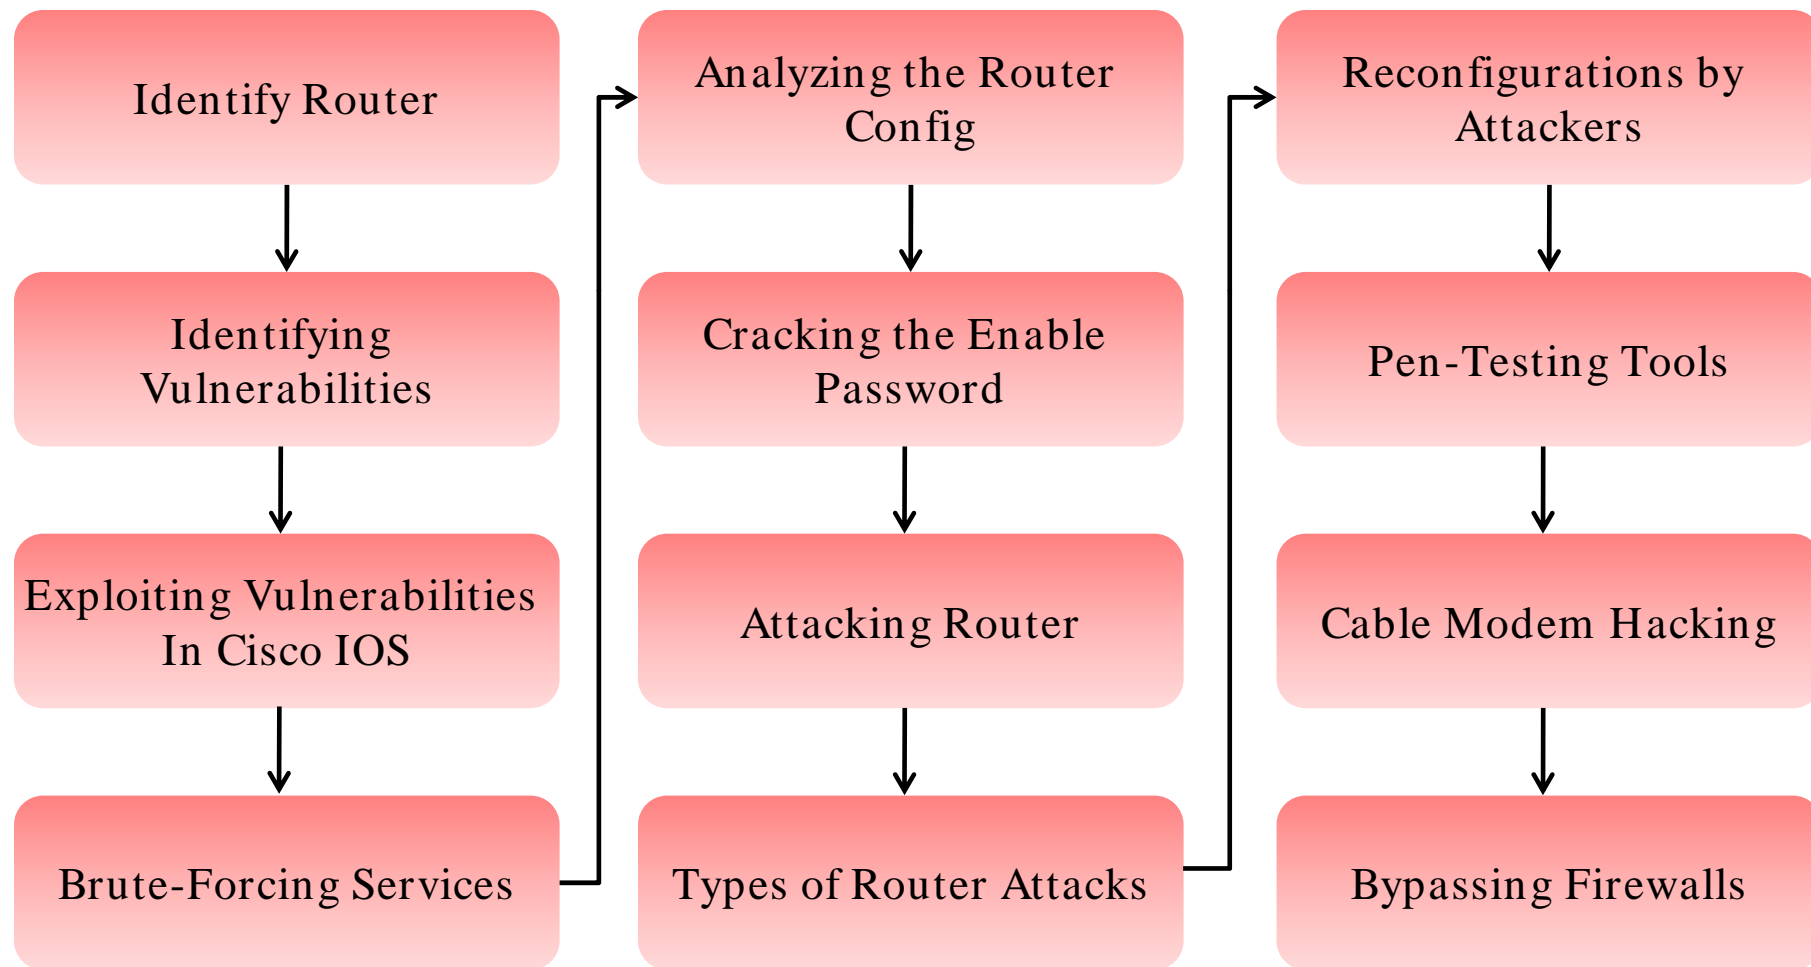 Identify Router
Identifying
Vulnerabilities
Exploiting Vulnerabilities
In Cisco IOS
Brute-Forcing Services
Analyzing the Router
Config
Cracking the Enable
Password
Attacking Router
Types of Router Attacks
Reconfigurations by
Attackers
Pen-Testing Tools
Cable Modem Hacking
Bypassing Firewalls